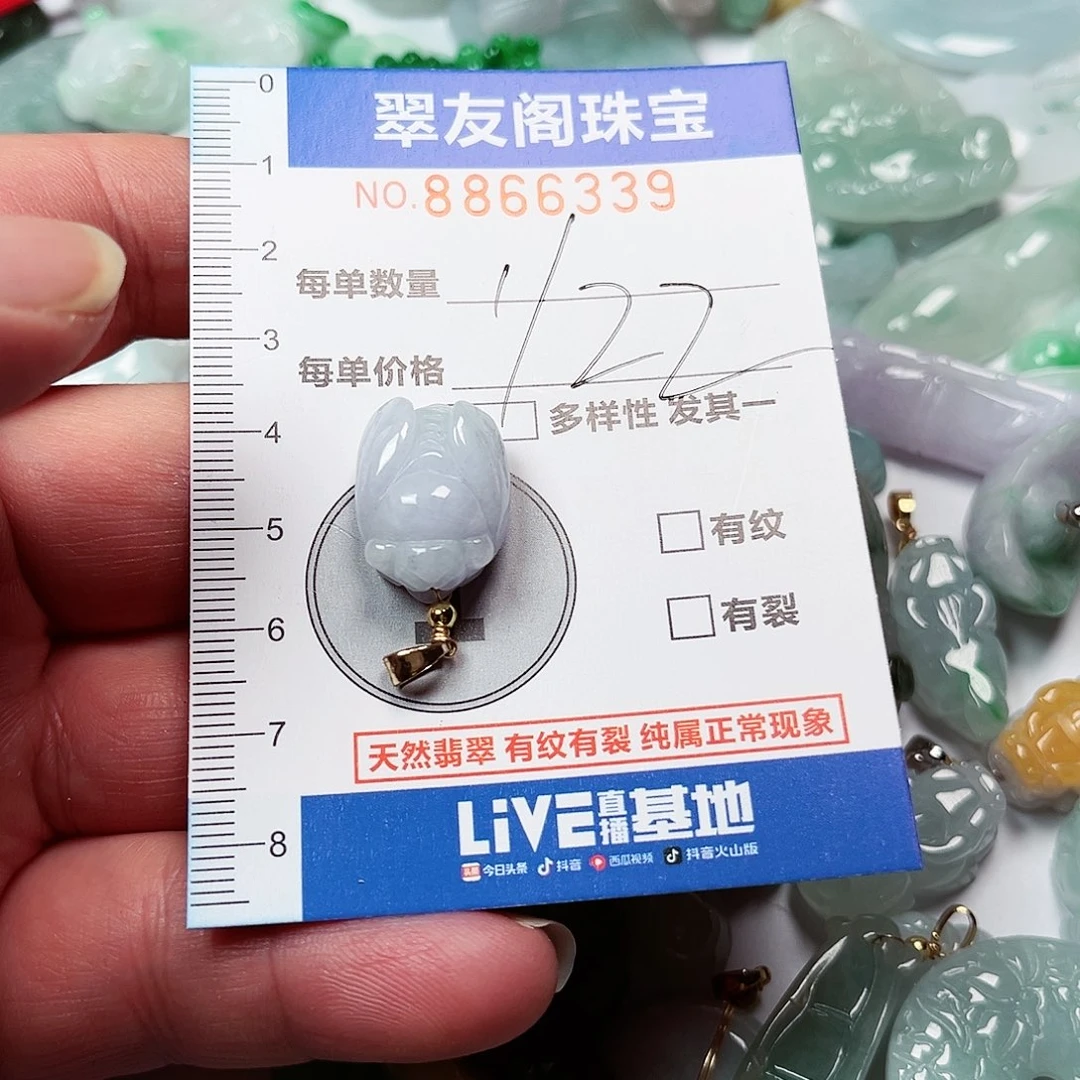 0
1
2
3
4
5
6
7
8
翠友阁珠宝
NO.8866339
每单数量
1/22
每单价格
多样性 发其一
有纹
有裂
天然翡翠 有纹有裂 纯属正常现象
LiVE直播基地
头条 今日头条 抖音 西瓜视频 抖音火山版